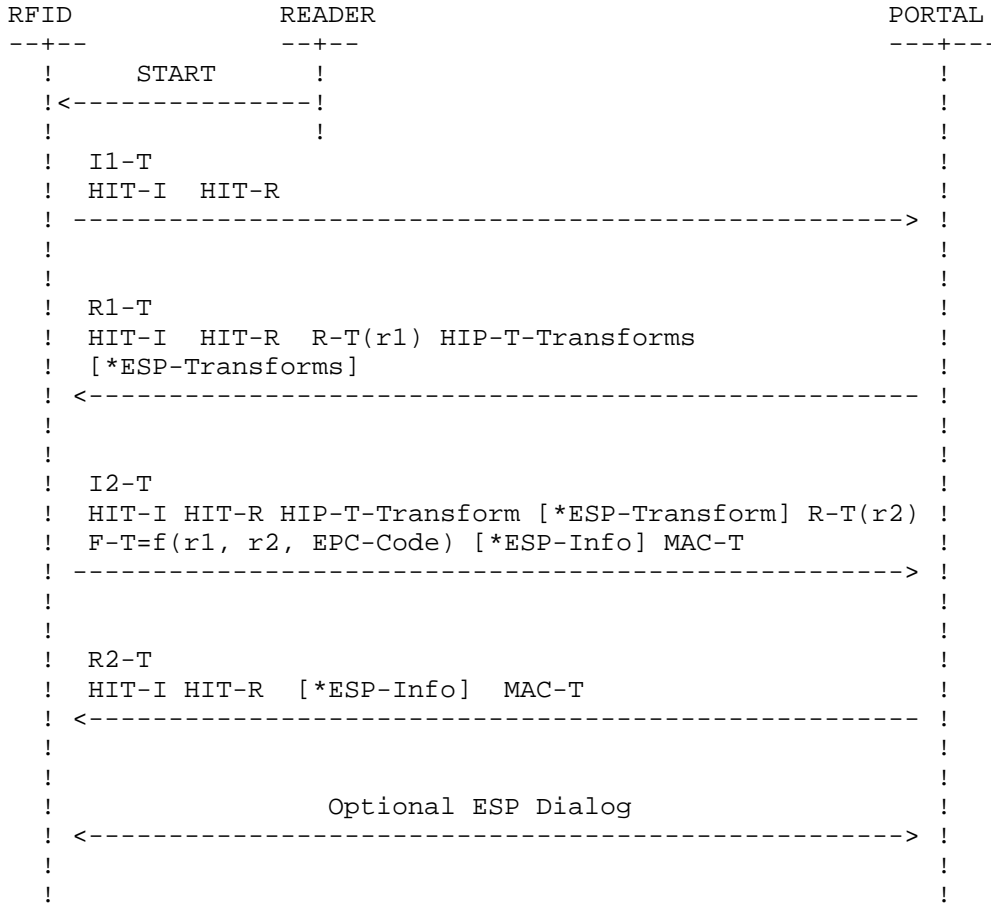 RFID READER PORTAL
--+-- --+-- ---+---
! START ! !
!<---------------! !
! ! !
! I1-T !
! HIT-I HIT-R !
! ----------------------------------------------------> !
! !
! !
! R1-T !
! HIT-I HIT-R R-T(r1) HIP-T-Transforms !
! [*ESP-Transforms] !
! <---------------------------------------------------- !
! !
! !
! I2-T !
! HIT-I HIT-R HIP-T-Transform [*ESP-Transform] R-T(r2) !
! F-T=f(r1, r2, EPC-Code) [*ESP-Info] MAC-T !
! ----------------------------------------------------> !
! !
! !
! R2-T !
! HIT-I HIT-R [*ESP-Info] MAC-T !
! <---------------------------------------------------- !
! !
! !
! Optional ESP Dialog !
! <---------------------------------------------------> !
! !
! !